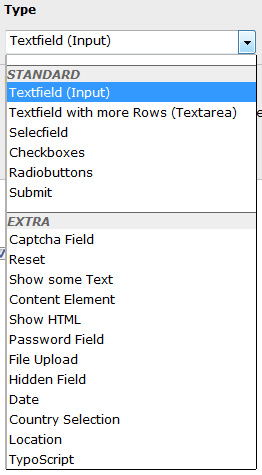 Type
Textfield (Input)
STANDARD
Textfield (Input)
Textfield with more Rows (Textarea)
Selecfield
Checkboxes
Radiobuttons
Submit
EXTRA
Captcha Field
Reset
Show some Text
Content Element
Show HTML
Password Field
File Upload
Hidden Field
Date
Country Selection
Location
TypoScript